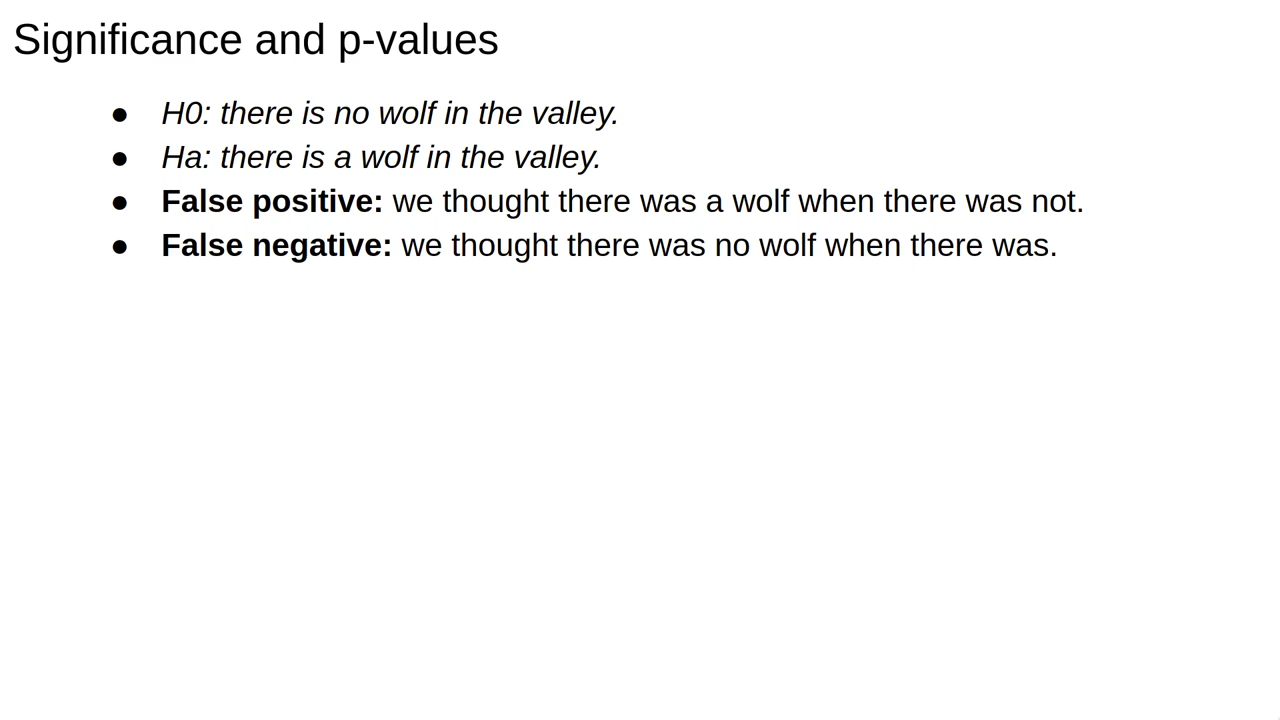 Significance and p-values
● H0: there is no wolf in the valley.
● Ha: there is a wolf in the valley.
● False positive: we thought there was a wolf when there was not.
● False negative: we thought there was no wolf when there was.